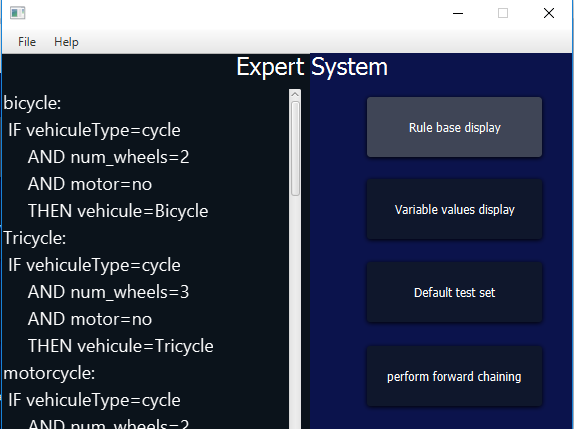 File Help
Expert System
bicycle:
IF vehiculeType=cycle
AND num_wheels=2
AND motor=no
THEN vehicule=Bicycle
Tricycle:
IF vehiculeType=cycle
AND num_wheels=3
AND motor=no
THEN vehicule=Tricycle
motorcycle:
IF vehiculeType=cycle
AND num_wheels=2
Rule base display
Variable values display
Default test set
perform forward chaining